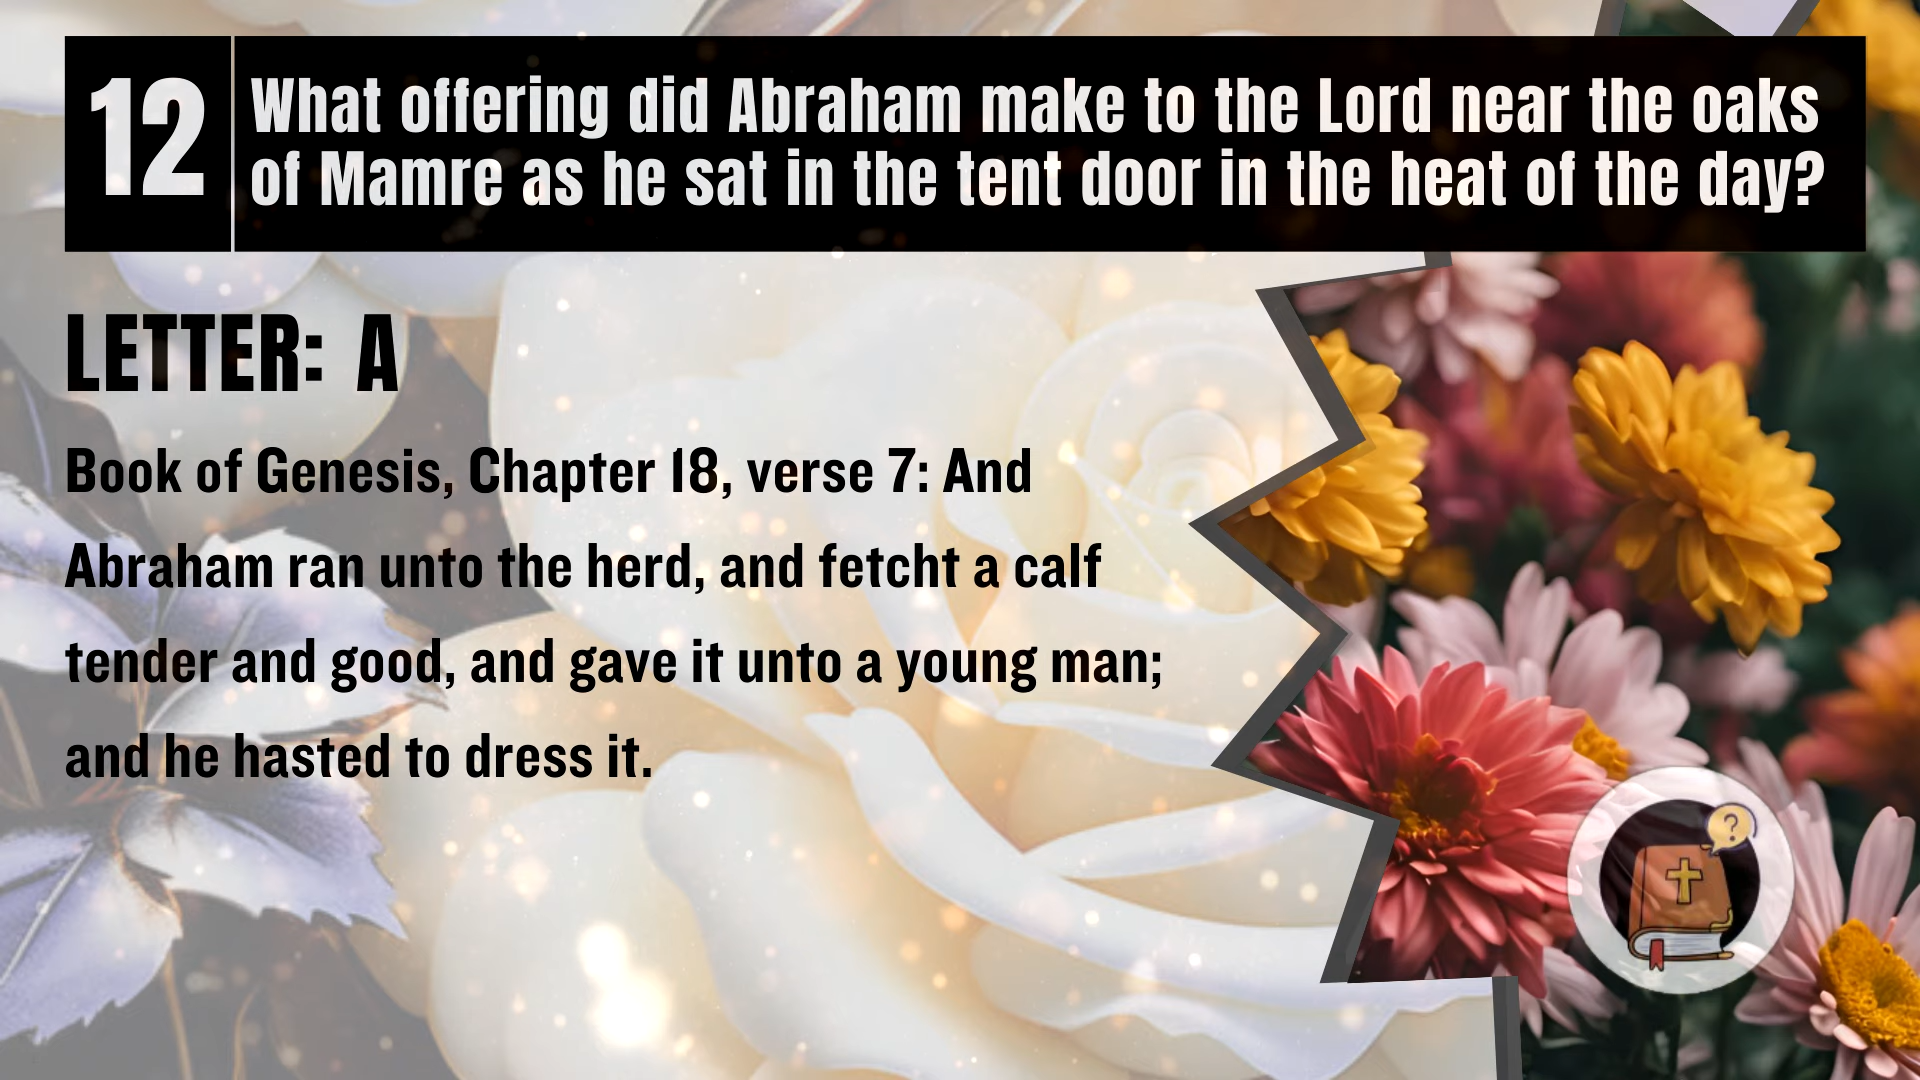 12
What offering did Abraham make to the Lord near the oaks
of Mamre as he sat in the tent door in the heat of the day?
LETTER: A
Book of Genesis, Chapter 18, verse 7: And
Abraham ran unto the herd, and fetcht a calf
tender and good, and gave it unto a young man;
and he hasted to dress it.
?